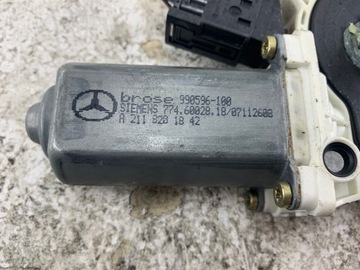 brose 990596-100
SIEMENS 774.60028.18/07112608
A 211 820 18 42